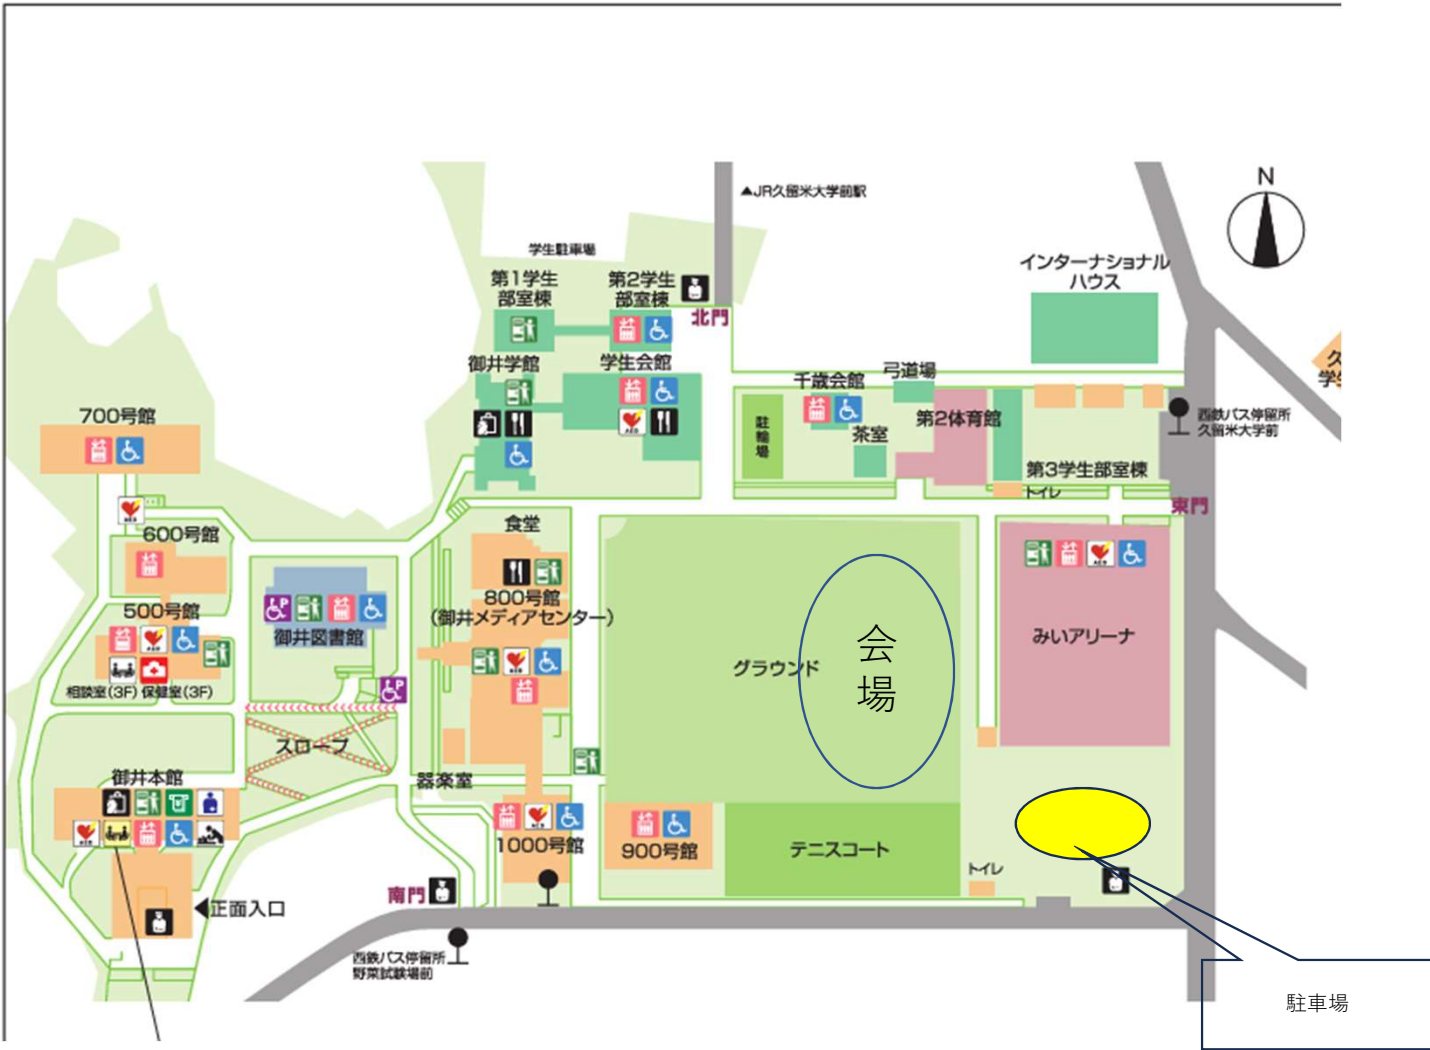 ▲JR久留米大学前駅
N
学生駐車場
第1学生
部室棟
第2学生
部室棟
北門
インターナショナル
ハウス
御井学館
学生会館
千歳会館
弓道場
茶室
第2体育館
駐輪場
西鉄バス停留所
久留米大学前
第3学生部室棟
トイレ
東門
700号館
600号館
500号館
相談室(3F) 保健室(3F)
御井図書館
食堂
800号館
(御井メディアセンター)
グラウンド
会場
みいアリーナ
スロープ
御井本館
器楽室
1000号館
900号館
テニスコート
トイレ
南門
正面入口
西鉄バス停留所
野菜試験場前
駐車場